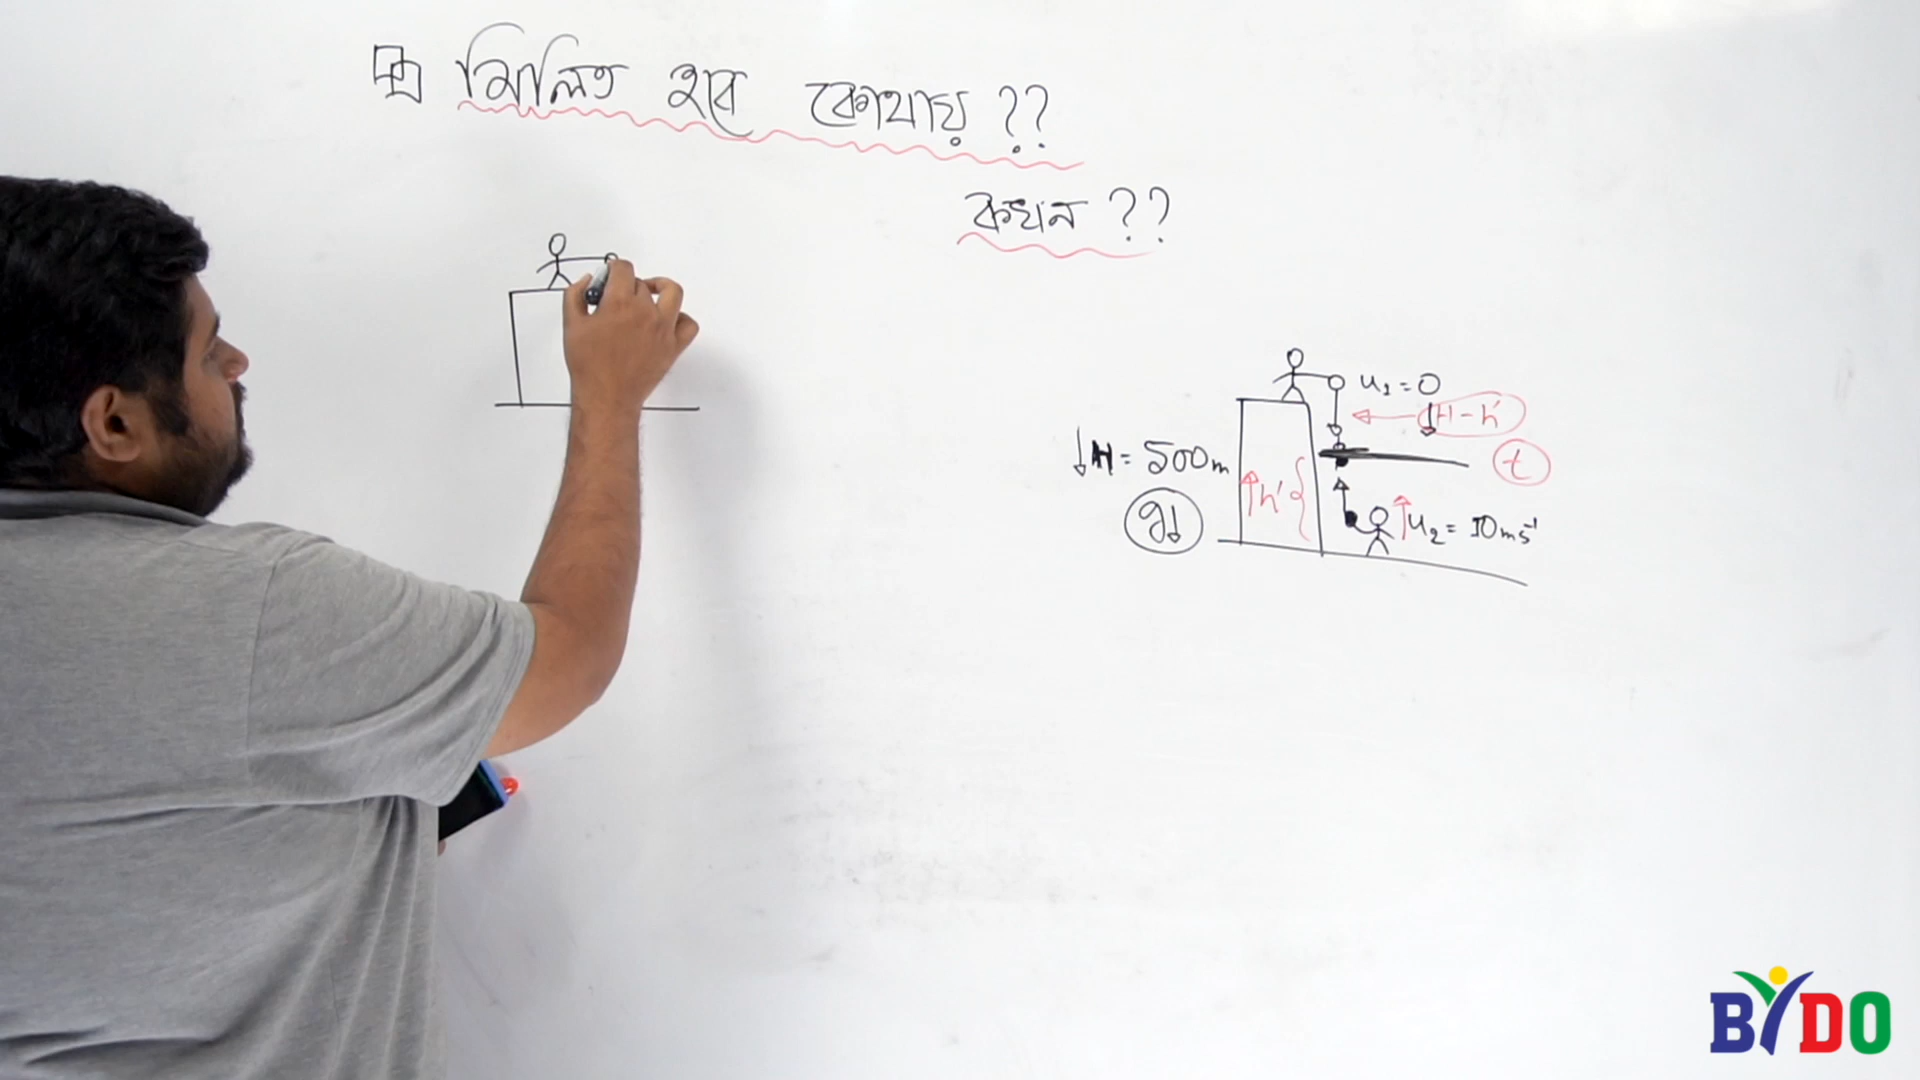 মিলিত হবে কোথায় ??
কখন ??
u₁ = 0
H - h'
H = 500m
t
h'
g↓
u₂ = 10ms⁻¹
BYDO